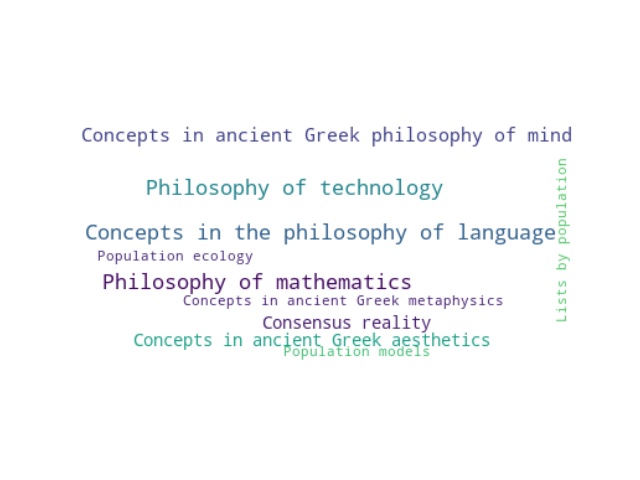 Concepts in ancient Greek philosophy of mind
Lists by population
Philosophy of technology
Concepts in the philosophy of language
Population ecology
Philosophy of mathematics
Concepts in ancient Greek metaphysics
Consensus reality
Concepts in ancient Greek aesthetics
Population models